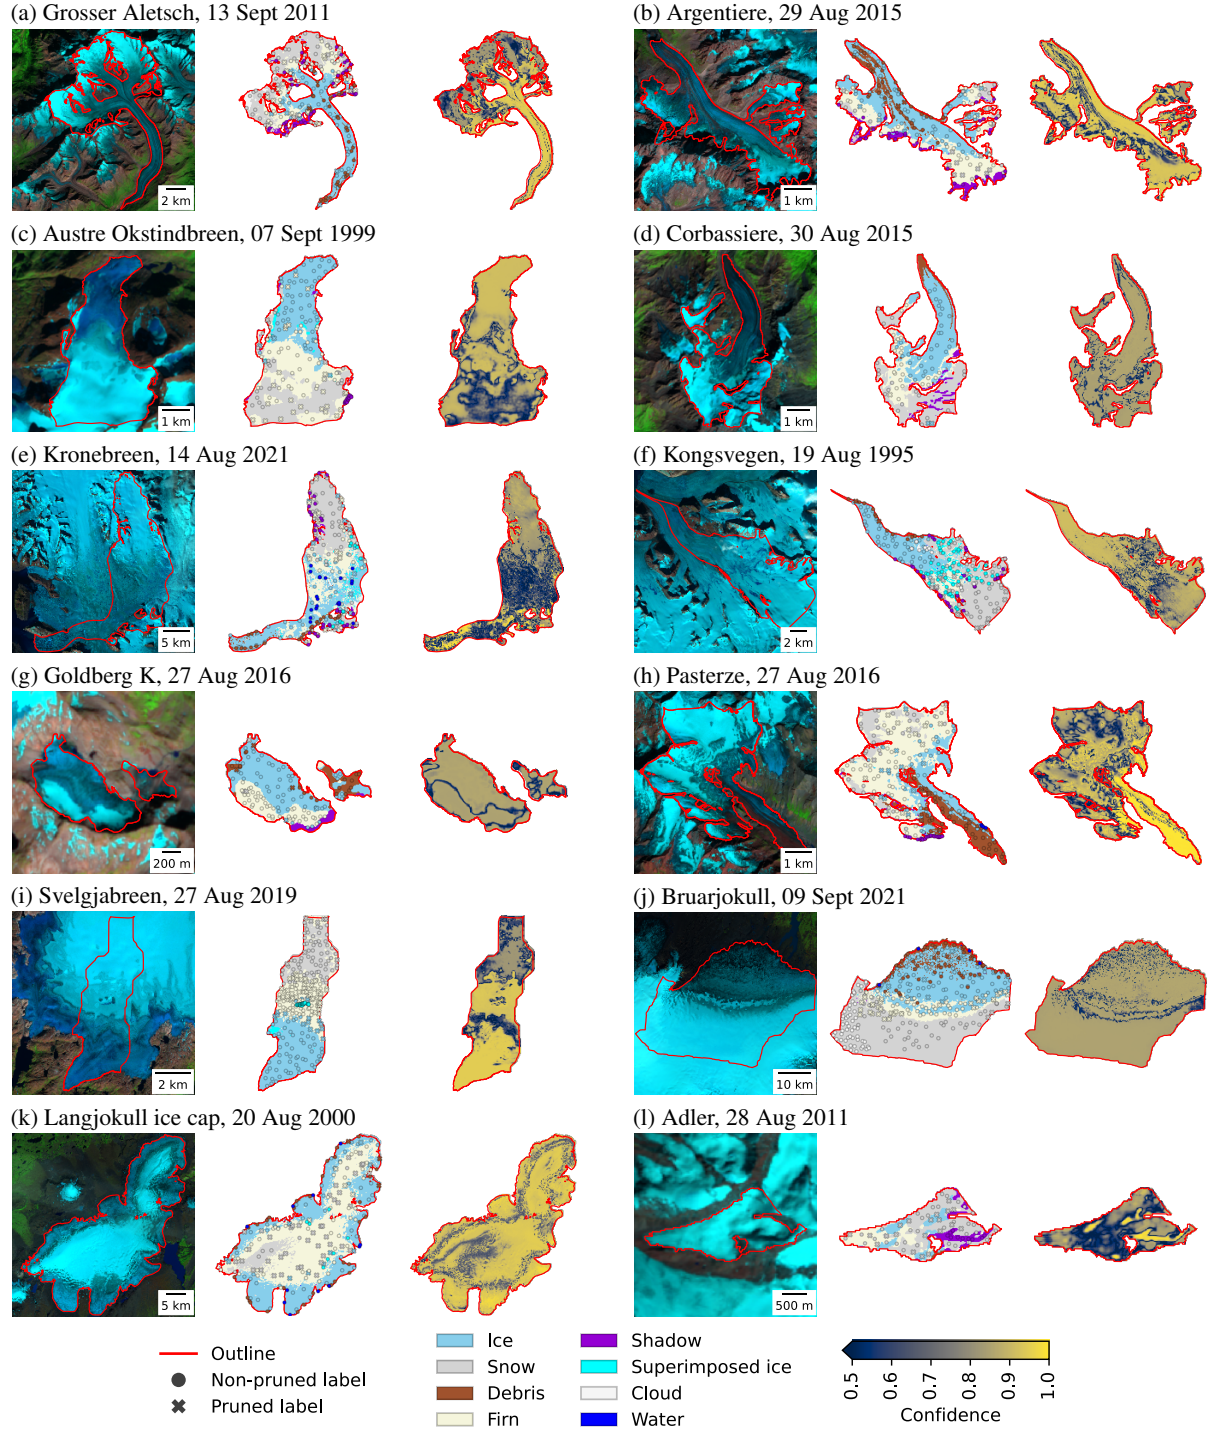 (a) Grosser Aletsch, 13 Sept 2011
2 km
(b) Argentiere, 29 Aug 2015
1 km
(c) Austre Okstindbreen, 07 Sept 1999
1 km
(d) Corbassiere, 30 Aug 2015
1 km
(e) Kronebreen, 14 Aug 2021
5 km
(f) Kongsvegen, 19 Aug 1995
2 km
(g) Goldberg K, 27 Aug 2016
200 m
(h) Pasterze, 27 Aug 2016
1 km
(i) Svelgjabreen, 27 Aug 2019
2 km
(j) Bruarjokull, 09 Sept 2021
10 km
(k) Langjokull ice cap, 20 Aug 2000
5 km
(l) Adler, 28 Aug 2011
500 m
Outline
Non-pruned label
Pruned label
Ice
Snow
Debris
Firn
Shadow
Superimposed ice
Cloud
Water
0.5 0.6 0.7 0.8 0.9 1.0
Confidence